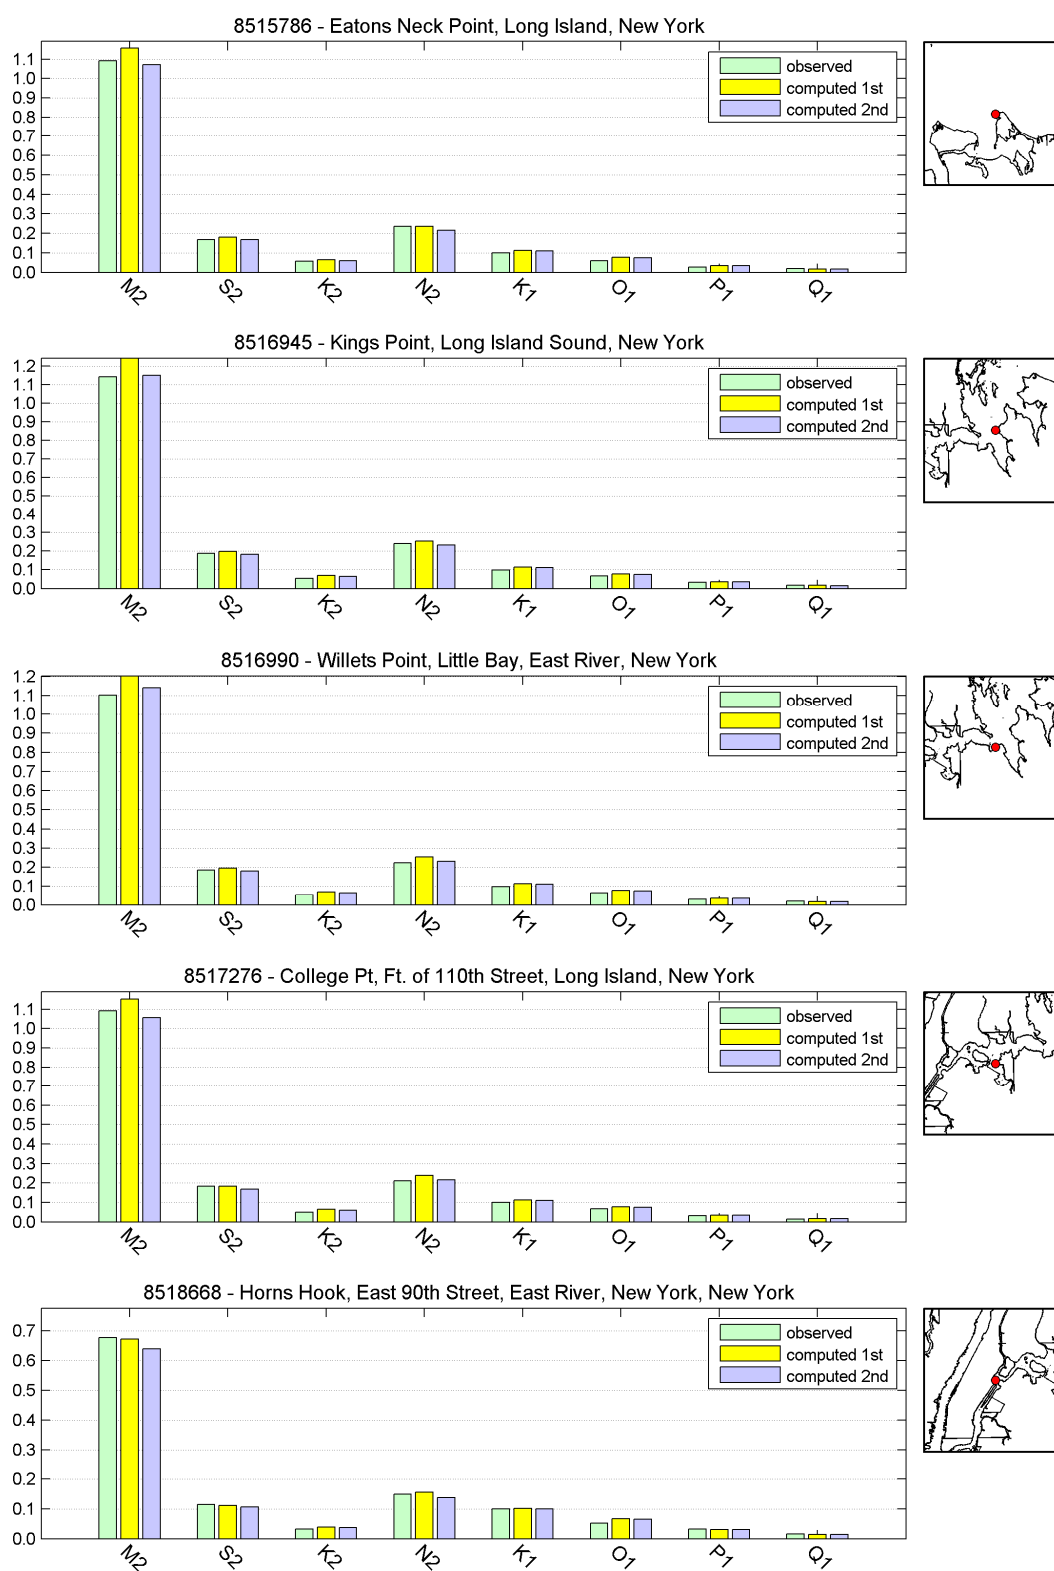 8515786 - Eatons Neck Point, Long Island, New York
1.1
1.0
0.9
0.8
0.7
0.6
0.5
0.4
0.3
0.2
0.1
0.0
observed
computed 1st
computed 2nd
M2 S2 K2 N2 K1 O1 P1 Q1
8516945 - Kings Point, Long Island Sound, New York
1.2
1.1
1.0
0.9
0.8
0.7
0.6
0.5
0.4
0.3
0.2
0.1
0.0
observed
computed 1st
computed 2nd
M2 S2 K2 N2 K1 O1 P1 Q1
8516990 - Willets Point, Little Bay, East River, New York
1.2
1.1
1.0
0.9
0.8
0.7
0.6
0.5
0.4
0.3
0.2
0.1
0.0
observed
computed 1st
computed 2nd
M2 S2 K2 N2 K1 O1 P1 Q1
8517276 - College Pt, Ft. of 110th Street, Long Island, New York
1.1
1.0
0.9
0.8
0.7
0.6
0.5
0.4
0.3
0.2
0.1
0.0
observed
computed 1st
computed 2nd
M2 S2 K2 N2 K1 O1 P1 Q1
8518668 - Horns Hook, East 90th Street, East River, New York, New York
0.7
0.6
0.5
0.4
0.3
0.2
0.1
0.0
observed
computed 1st
computed 2nd
M2 S2 K2 N2 K1 O1 P1 Q1